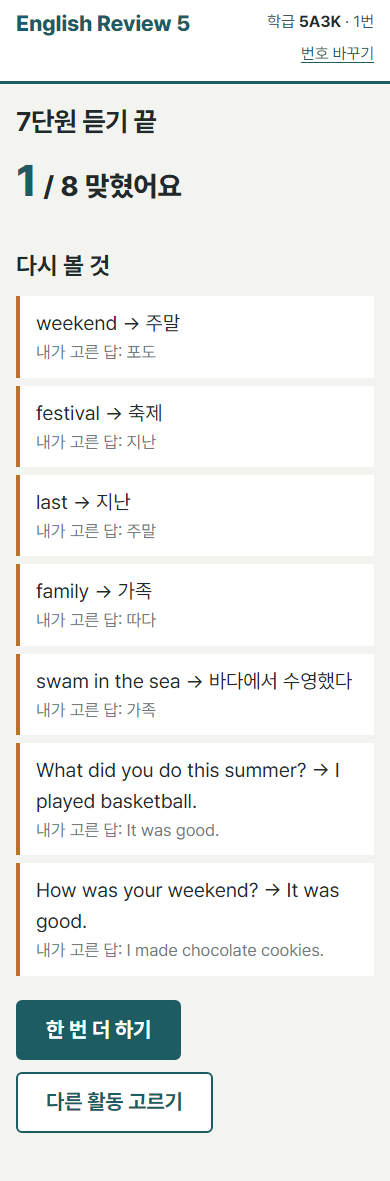 English Review 5
학급 5A3K · 1번
번호 바꾸기
7단원 듣기 끝
1 / 8 맞혔어요
다시 볼 것
weekend → 주말
내가 고른 답: 포도
festival → 축제
내가 고른 답: 지난
last → 지난
내가 고른 답: 주말
family → 가족
내가 고른 답: 따다
swam in the sea → 바다에서 수영했다
내가 고른 답: 가족
What did you do this summer? → I
played basketball.
내가 고른 답: It was good.
How was your weekend? → It was
good.
내가 고른 답: I made chocolate cookies.
한 번 더 하기
다른 활동 고르기